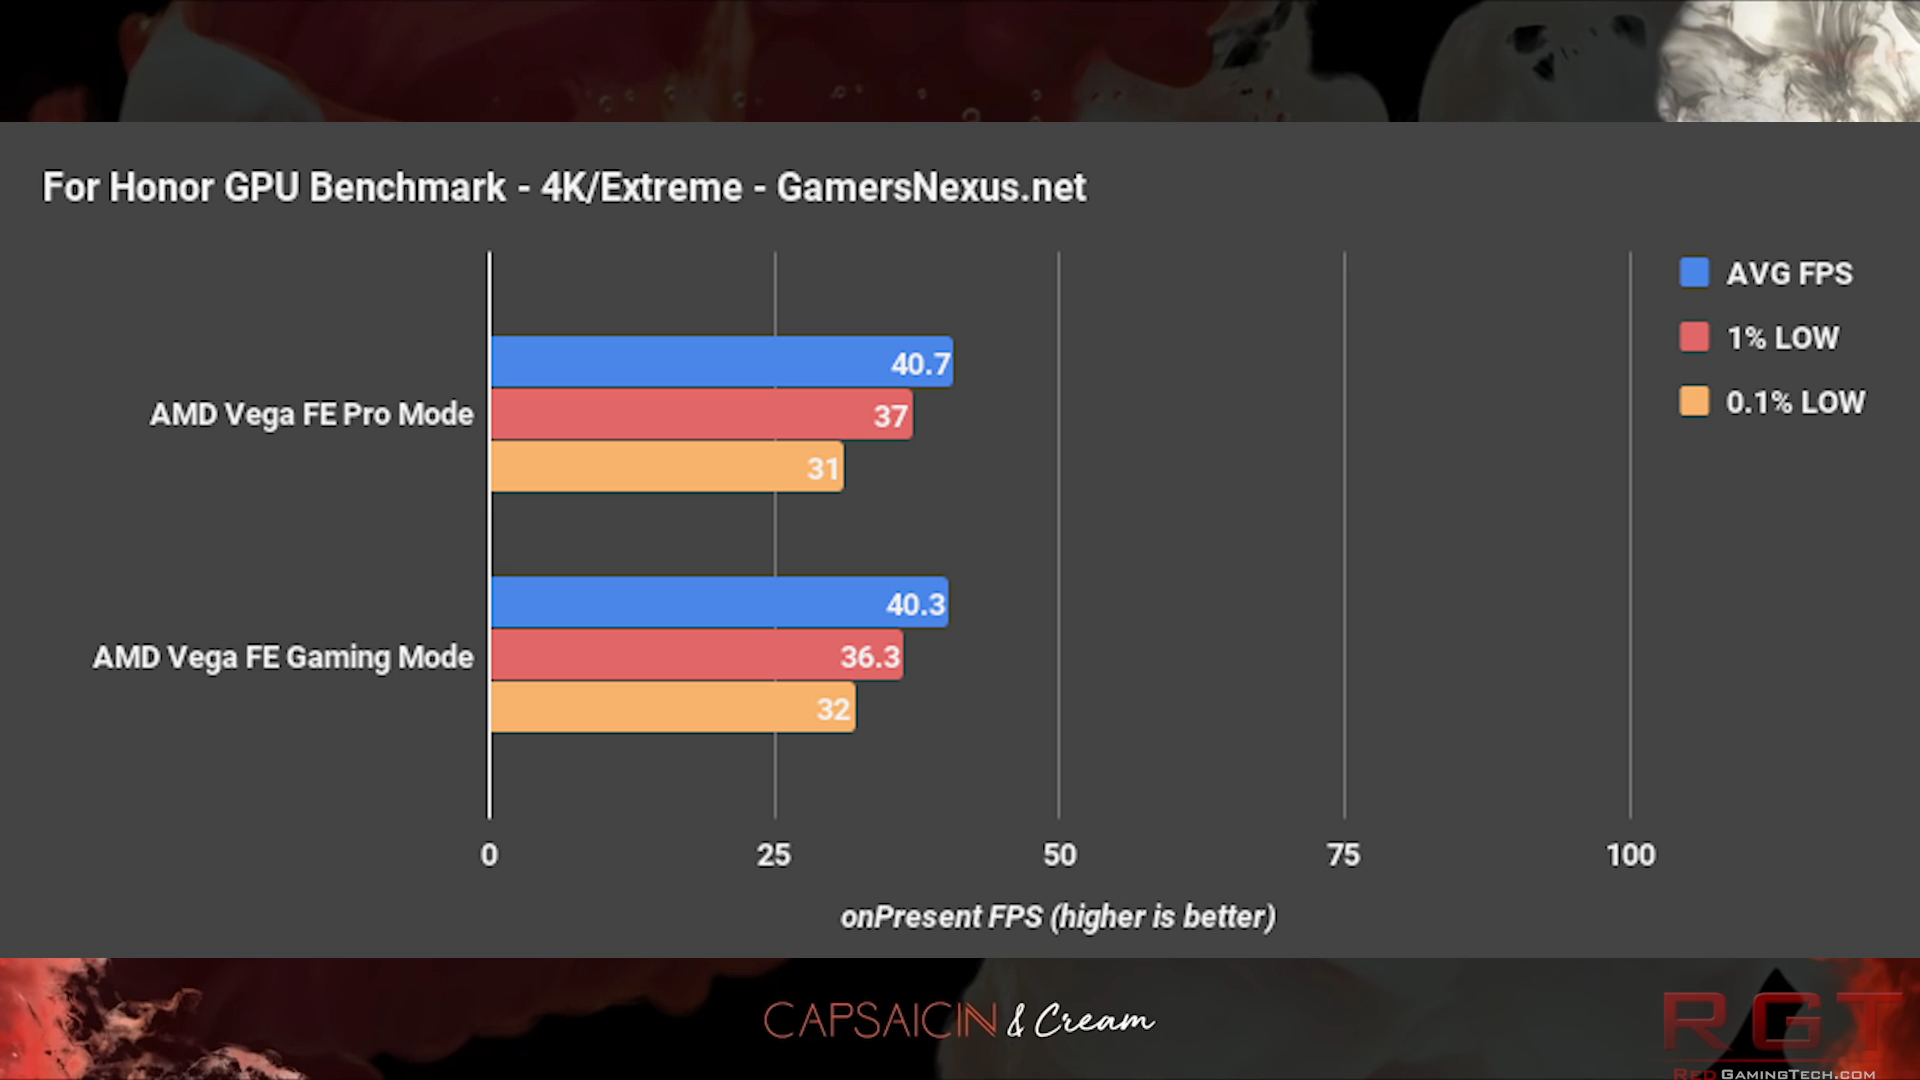 For Honor GPU Benchmark - 4K/Extreme - GamersNexus.net
AVG FPS
1% LOW
0.1% LOW
AMD Vega FE Pro Mode
40.7
37
31
AMD Vega FE Gaming Mode
40.3
36.3
32
0 25 50 75 100
onPresent FPS (higher is better)
CAPSAICIN & Cream
RGT
REDGAMINGTECH.COM